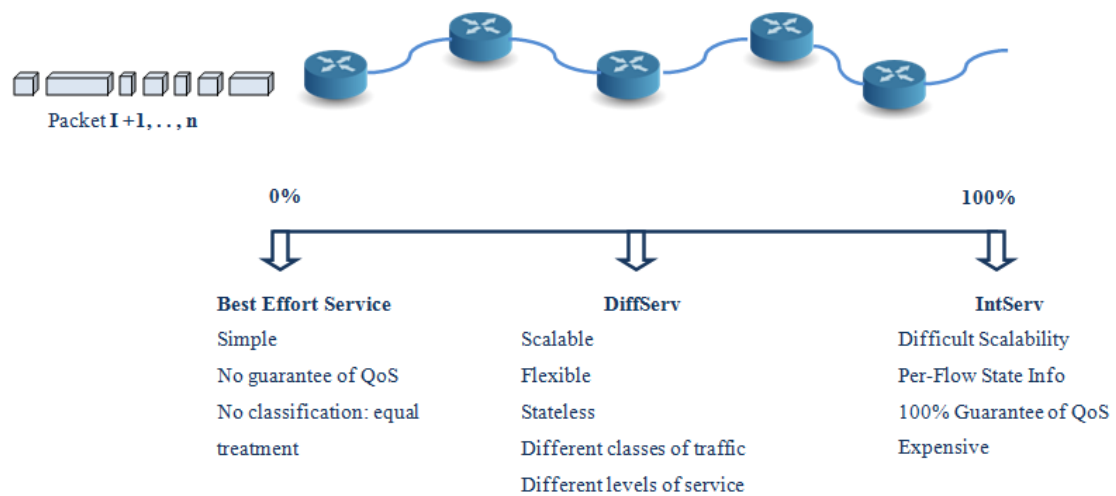 Packet I +1, . . , n
0%
100%
Best Effort Service
Simple
No guarantee of QoS
No classification: equal
treatment
DiffServ
Scalable
Flexible
Stateless
Different classes of traffic
Different levels of service
IntServ
Difficult Scalability
Per-Flow State Info
100% Guarantee of QoS
Expensive